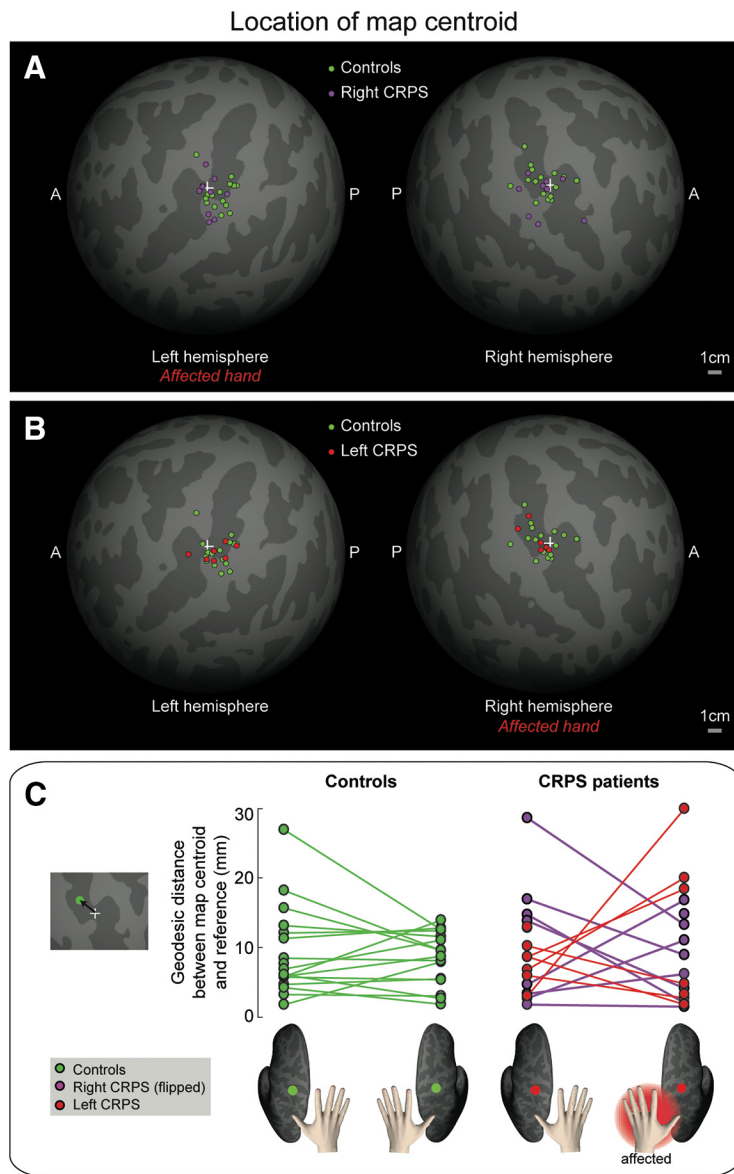 Location of map centroid
A
Controls
Right CRPS
A
P
P
A
Left hemisphere
Affected hand
Right hemisphere
1cm
B
Controls
Left CRPS
A
P
P
A
Left hemisphere
Right hemisphere
Affected hand
1cm
C
Controls
CRPS patients
Geodesic distance
between map centroid
and reference (mm)
30
20
10
0
Controls
Right CRPS (flipped)
Left CRPS
affected